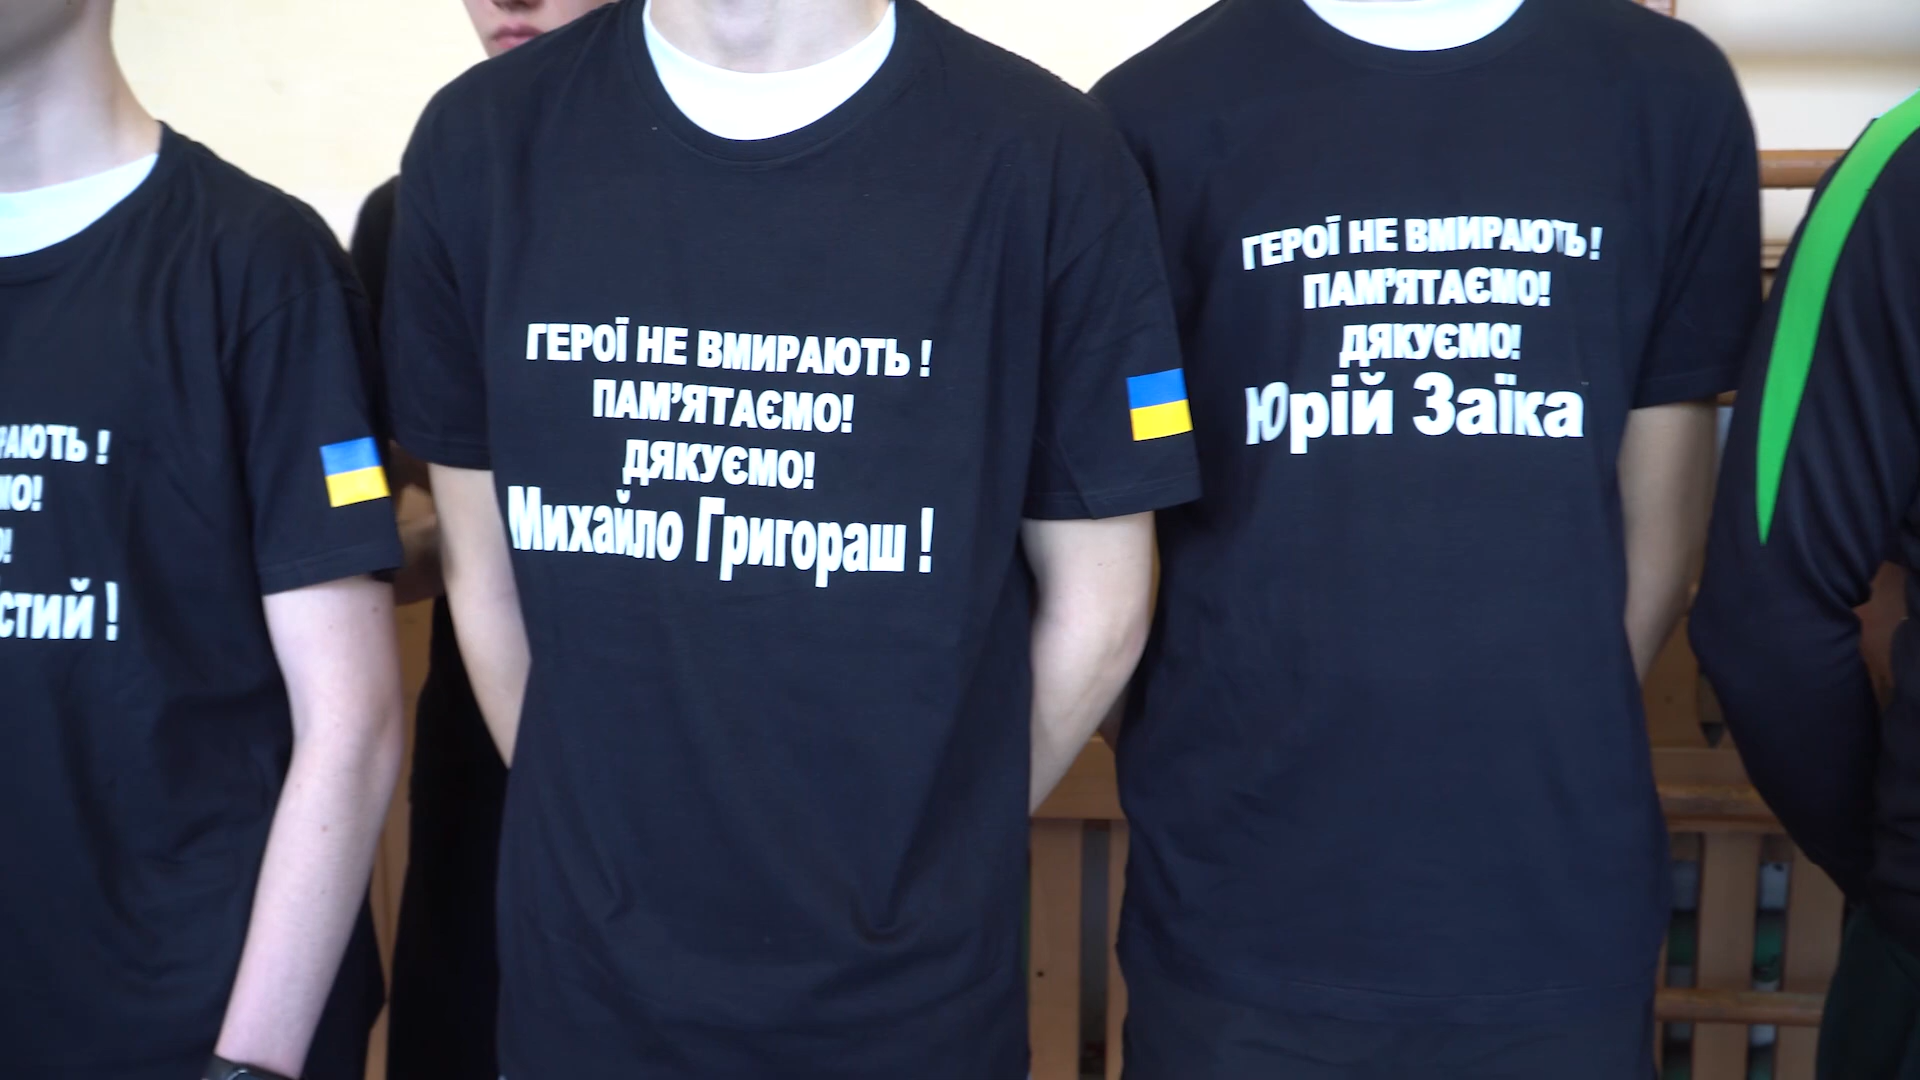 ГЕРОЇ НЕ ВМИРАЮТЬ !
ПАМ’ЯТАЄМО!
ДЯКУЄМО!
Михайло Григораш !
ГЕРОЇ НЕ ВМИРАЮТЬ!
ПАМ’ЯТАЄМО!
ДЯКУЄМО!
Юрій Заїка